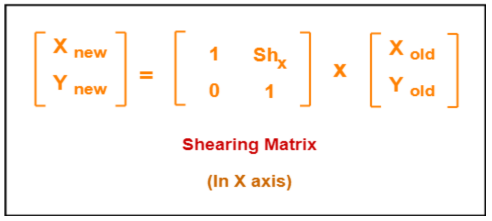 X new = 1 Shx X X old
Y new 0 1 Y old
Shearing Matrix
(In X axis)